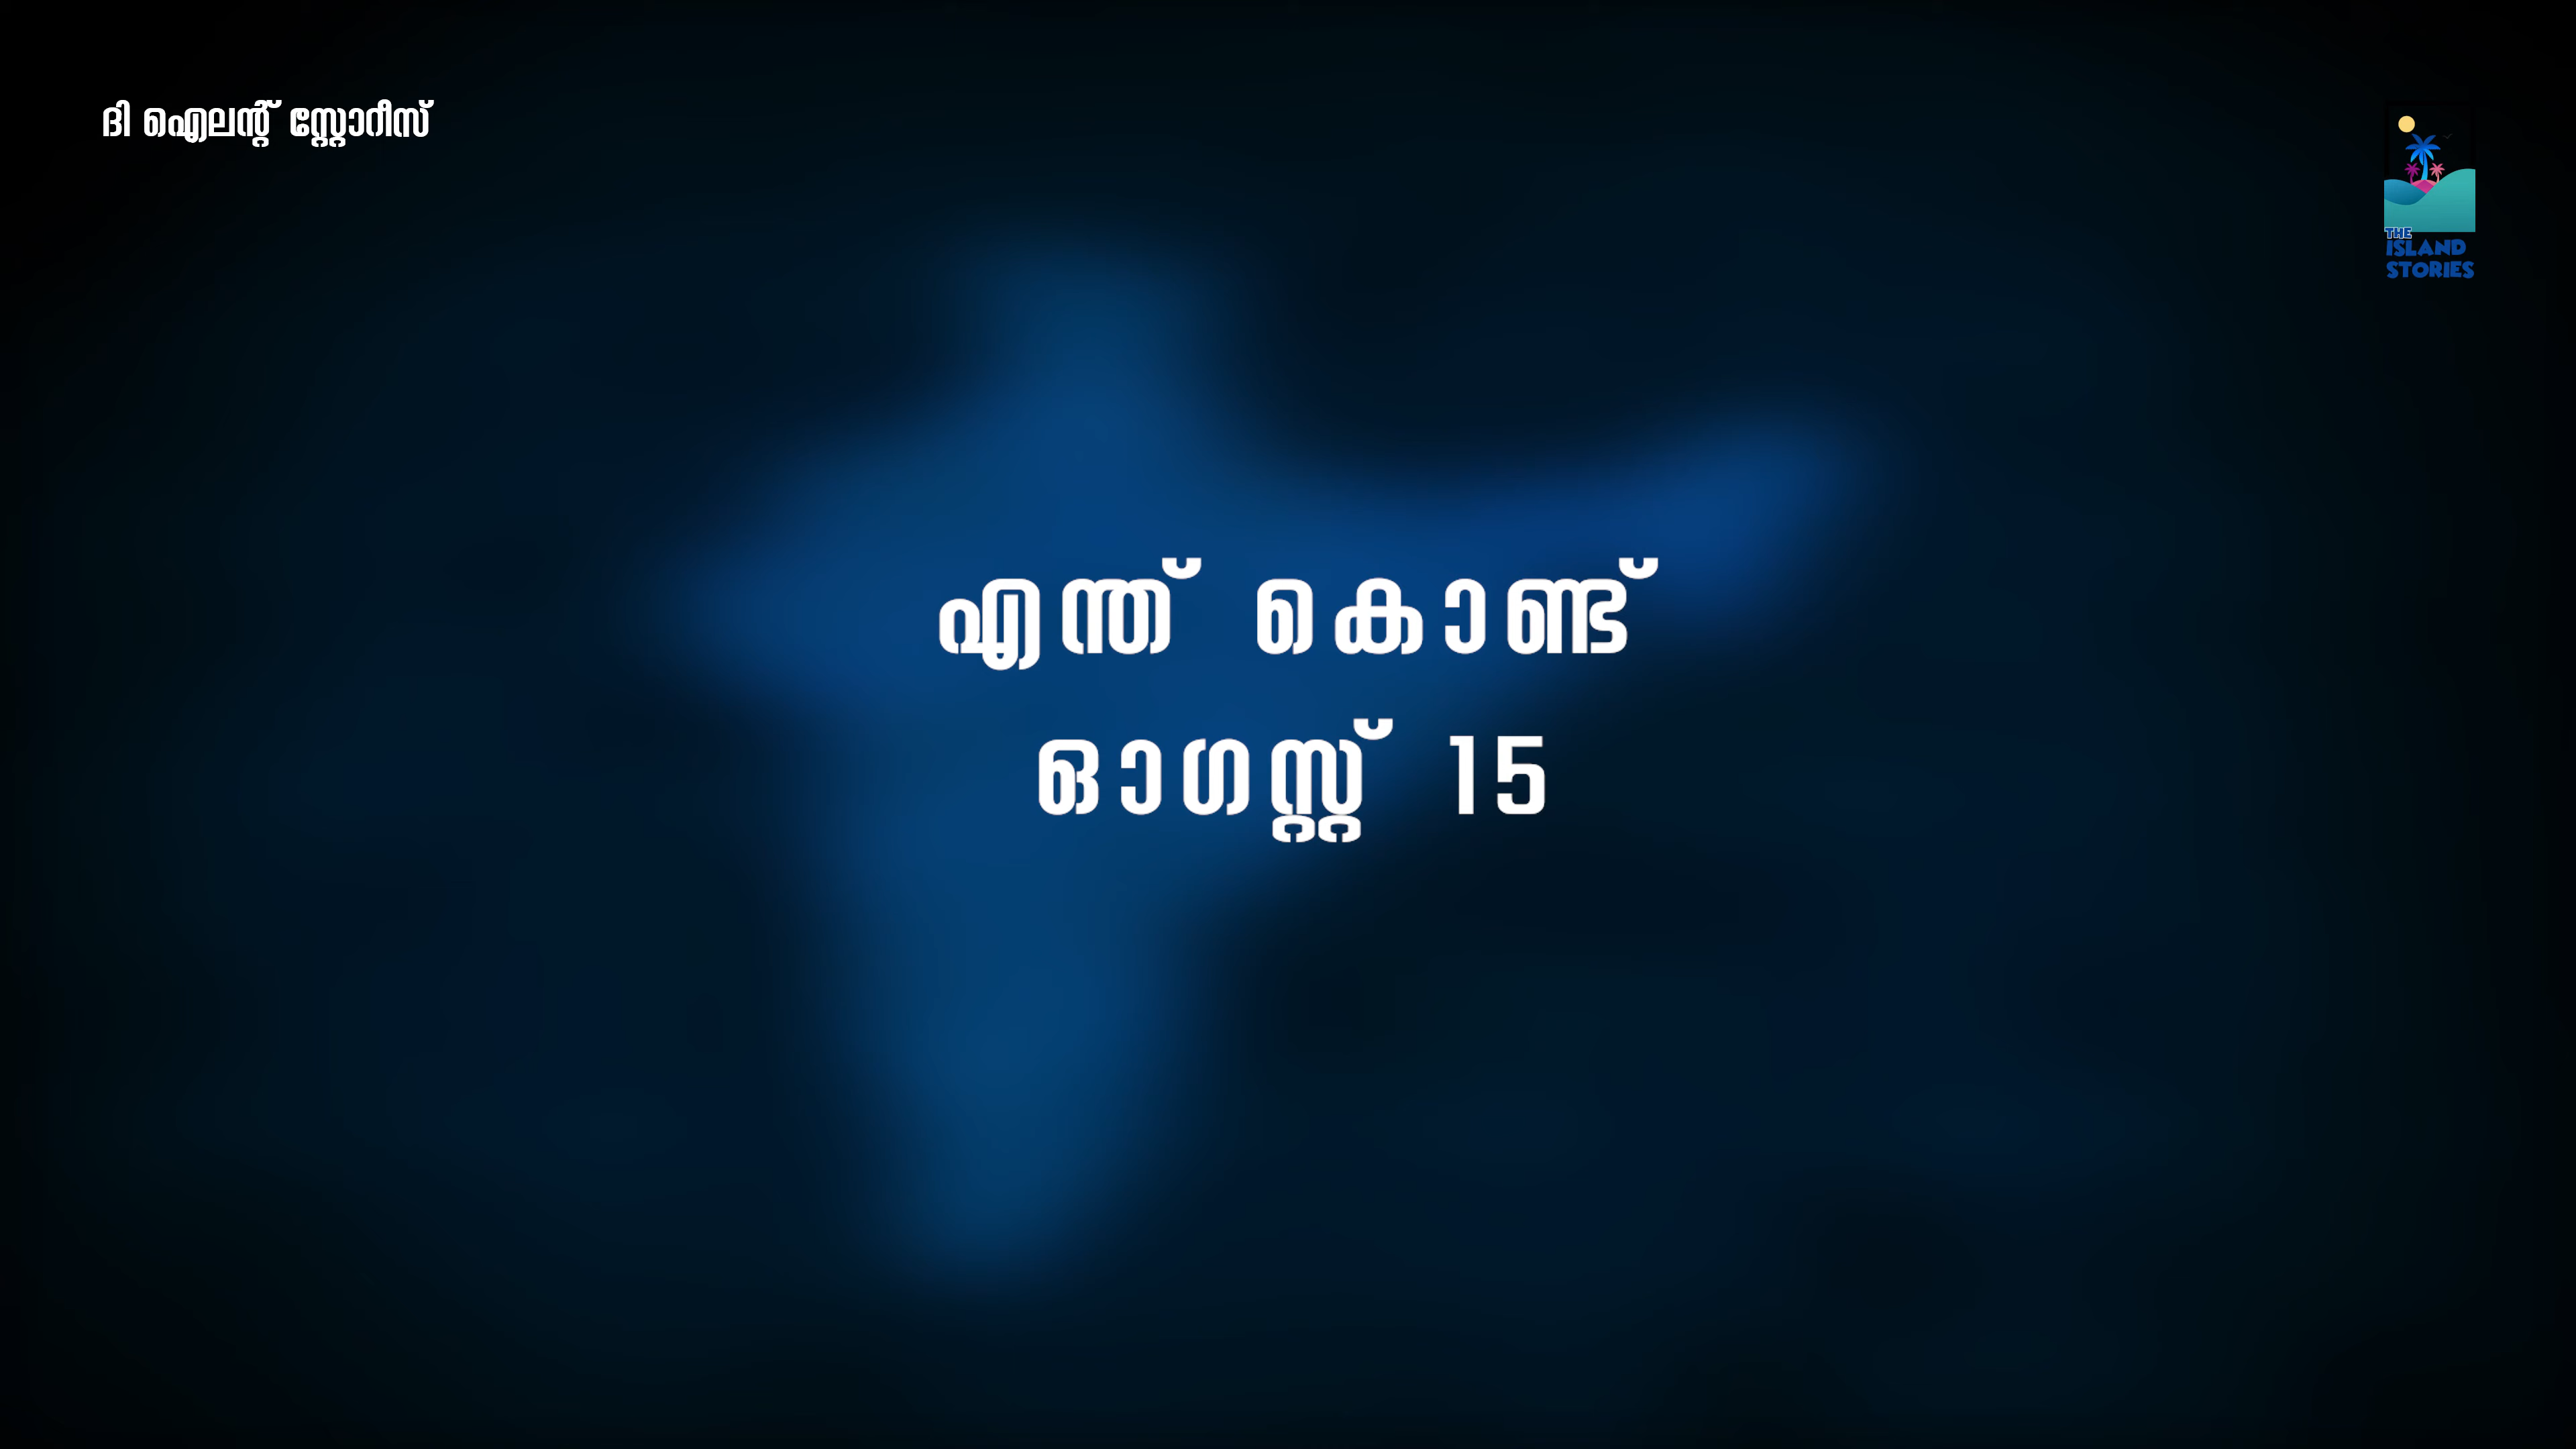 ദി ഐലന്റ് സ്റ്റോറീസ്
THE
ISLAND
STORIES
എന്ത് കൊണ്ട്
ഓഗസ്റ്റ് 15